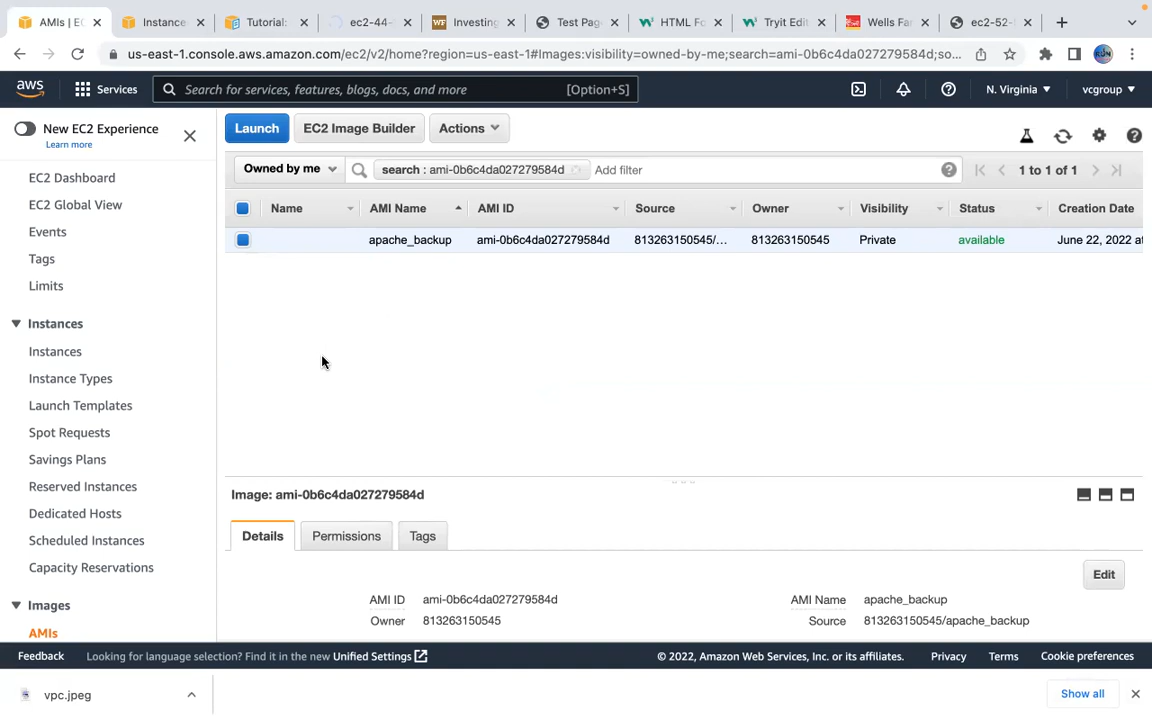 AMIs | EC
Instance
Tutorial:
ec2-44-
Investing
Test Page
HTML Fo
Tryit Edit
Wells Far
ec2-52-
us-east-1.console.aws.amazon.com/ec2/v2/home?region=us-east-1#Images:visibility=owned-by-me;search=ami-0b6c4da027279584d;so...
aws
Services
Search for services, features, blogs, docs, and more
[Option+S]
N. Virginia
vcgroup
New EC2 Experience
Learn more
EC2 Dashboard
EC2 Global View
Events
Tags
Limits
Instances
Instances
Instance Types
Launch Templates
Spot Requests
Savings Plans
Reserved Instances
Dedicated Hosts
Scheduled Instances
Capacity Reservations
Images
AMIs
Launch
EC2 Image Builder
Actions
Owned by me
search : ami-0b6c4da027279584d
Add filter
1 to 1 of 1
Name AMI Name AMI ID Source Owner Visibility Status Creation Date
apache_backup ami-0b6c4da027279584d 813263150545/... 813263150545 Private available June 22, 2022 at
Image: ami-0b6c4da027279584d
Details Permissions Tags
Edit
AMI ID ami-0b6c4da027279584d AMI Name apache_backup
Owner 813263150545 Source 813263150545/apache_backup
Feedback Looking for language selection? Find it in the new Unified Settings © 2022, Amazon Web Services, Inc. or its affiliates. Privacy Terms Cookie preferences
vpc.jpeg
Show all